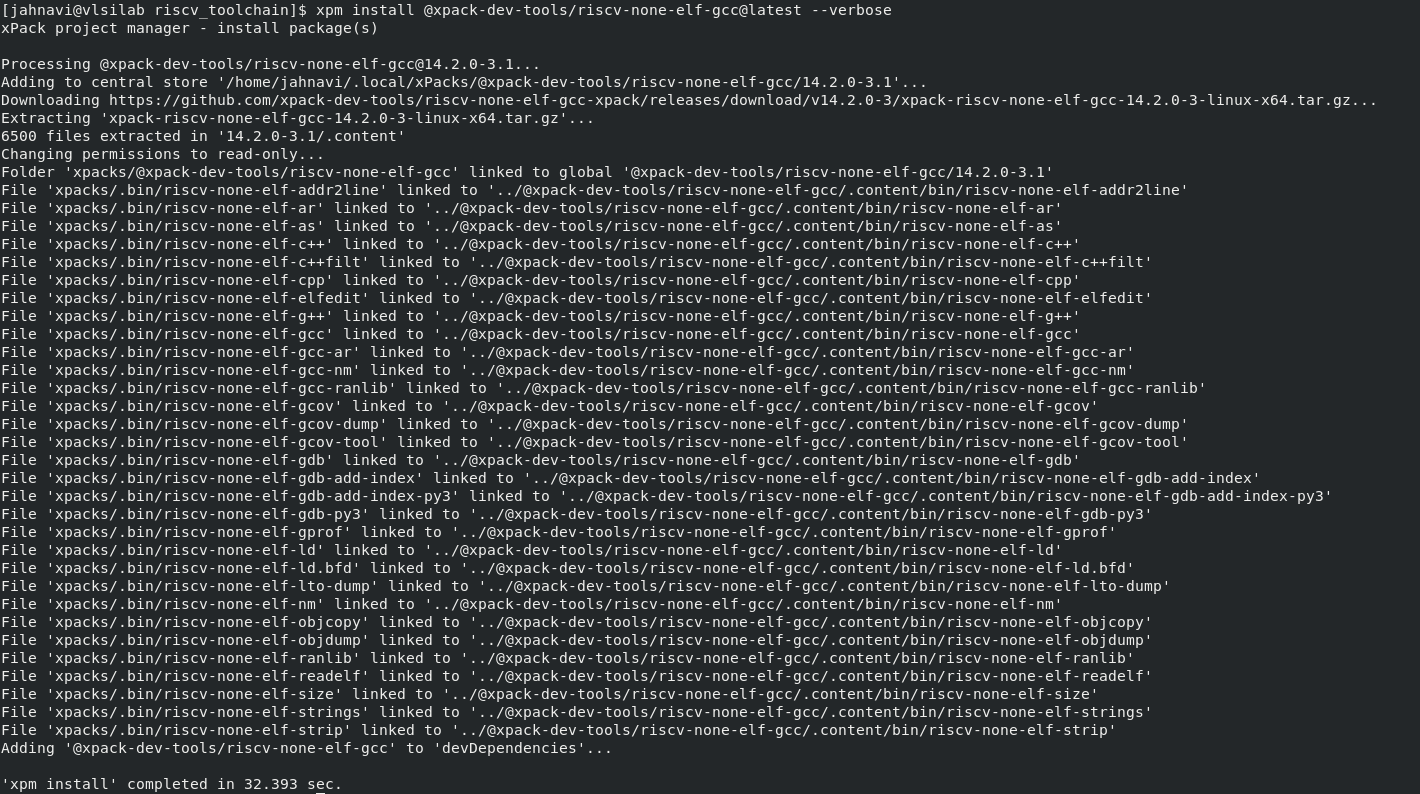 [jahnavi@vlsilab riscv_toolchain]$ xpm install @xpack-dev-tools/riscv-none-elf-gcc@latest --verbose
xPack project manager - install package(s)

Processing @xpack-dev-tools/riscv-none-elf-gcc@14.2.0-3.1...
Adding to central store '/home/jahnavi/.local/xPacks/@xpack-dev-tools/riscv-none-elf-gcc/14.2.0-3.1'...
Downloading https://github.com/xpack-dev-tools/riscv-none-elf-gcc-xpack/releases/download/v14.2.0-3/xpack-riscv-none-elf-gcc-14.2.0-3-linux-x64.tar.gz...
Extracting 'xpack-riscv-none-elf-gcc-14.2.0-3-linux-x64.tar.gz'...
6500 files extracted in '14.2.0-3.1/.content'
Changing permissions to read-only...
Folder 'xpacks/@xpack-dev-tools/riscv-none-elf-gcc' linked to global '@xpack-dev-tools/riscv-none-elf-gcc/14.2.0-3.1'
File 'xpacks/.bin/riscv-none-elf-addr2line' linked to '../@xpack-dev-tools/riscv-none-elf-gcc/.content/bin/riscv-none-elf-addr2line'
File 'xpacks/.bin/riscv-none-elf-ar' linked to '../@xpack-dev-tools/riscv-none-elf-gcc/.content/bin/riscv-none-elf-ar'
File 'xpacks/.bin/riscv-none-elf-as' linked to '../@xpack-dev-tools/riscv-none-elf-gcc/.content/bin/riscv-none-elf-as'
File 'xpacks/.bin/riscv-none-elf-c++' linked to '../@xpack-dev-tools/riscv-none-elf-gcc/.content/bin/riscv-none-elf-c++'
File 'xpacks/.bin/riscv-none-elf-c++filt' linked to '../@xpack-dev-tools/riscv-none-elf-gcc/.content/bin/riscv-none-elf-c++filt'
File 'xpacks/.bin/riscv-none-elf-cpp' linked to '../@xpack-dev-tools/riscv-none-elf-gcc/.content/bin/riscv-none-elf-cpp'
File 'xpacks/.bin/riscv-none-elf-elfedit' linked to '../@xpack-dev-tools/riscv-none-elf-gcc/.content/bin/riscv-none-elf-elfedit'
File 'xpacks/.bin/riscv-none-elf-g++' linked to '../@xpack-dev-tools/riscv-none-elf-gcc/.content/bin/riscv-none-elf-g++'
File 'xpacks/.bin/riscv-none-elf-gcc' linked to '../@xpack-dev-tools/riscv-none-elf-gcc/.content/bin/riscv-none-elf-gcc'
File 'xpacks/.bin/riscv-none-elf-gcc-ar' linked to '../@xpack-dev-tools/riscv-none-elf-gcc/.content/bin/riscv-none-elf-gcc-ar'
File 'xpacks/.bin/riscv-none-elf-gcc-nm' linked to '../@xpack-dev-tools/riscv-none-elf-gcc/.content/bin/riscv-none-elf-gcc-nm'
File 'xpacks/.bin/riscv-none-elf-gcc-ranlib' linked to '../@xpack-dev-tools/riscv-none-elf-gcc/.content/bin/riscv-none-elf-gcc-ranlib'
File 'xpacks/.bin/riscv-none-elf-gcov' linked to '../@xpack-dev-tools/riscv-none-elf-gcc/.content/bin/riscv-none-elf-gcov'
File 'xpacks/.bin/riscv-none-elf-gcov-dump' linked to '../@xpack-dev-tools/riscv-none-elf-gcc/.content/bin/riscv-none-elf-gcov-dump'
File 'xpacks/.bin/riscv-none-elf-gcov-tool' linked to '../@xpack-dev-tools/riscv-none-elf-gcc/.content/bin/riscv-none-elf-gcov-tool'
File 'xpacks/.bin/riscv-none-elf-gdb' linked to '../@xpack-dev-tools/riscv-none-elf-gcc/.content/bin/riscv-none-elf-gdb'
File 'xpacks/.bin/riscv-none-elf-gdb-add-index' linked to '../@xpack-dev-tools/riscv-none-elf-gcc/.content/bin/riscv-none-elf-gdb-add-index'
File 'xpacks/.bin/riscv-none-elf-gdb-add-index-py3' linked to '../@xpack-dev-tools/riscv-none-elf-gcc/.content/bin/riscv-none-elf-gdb-add-index-py3'
File 'xpacks/.bin/riscv-none-elf-gdb-py3' linked to '../@xpack-dev-tools/riscv-none-elf-gcc/.content/bin/riscv-none-elf-gdb-py3'
File 'xpacks/.bin/riscv-none-elf-gprof' linked to '../@xpack-dev-tools/riscv-none-elf-gcc/.content/bin/riscv-none-elf-gprof'
File 'xpacks/.bin/riscv-none-elf-ld' linked to '../@xpack-dev-tools/riscv-none-elf-gcc/.content/bin/riscv-none-elf-ld'
File 'xpacks/.bin/riscv-none-elf-ld.bfd' linked to '../@xpack-dev-tools/riscv-none-elf-gcc/.content/bin/riscv-none-elf-ld.bfd'
File 'xpacks/.bin/riscv-none-elf-lto-dump' linked to '../@xpack-dev-tools/riscv-none-elf-gcc/.content/bin/riscv-none-elf-lto-dump'
File 'xpacks/.bin/riscv-none-elf-nm' linked to '../@xpack-dev-tools/riscv-none-elf-gcc/.content/bin/riscv-none-elf-nm'
File 'xpacks/.bin/riscv-none-elf-objcopy' linked to '../@xpack-dev-tools/riscv-none-elf-gcc/.content/bin/riscv-none-elf-objcopy'
File 'xpacks/.bin/riscv-none-elf-objdump' linked to '../@xpack-dev-tools/riscv-none-elf-gcc/.content/bin/riscv-none-elf-objdump'
File 'xpacks/.bin/riscv-none-elf-ranlib' linked to '../@xpack-dev-tools/riscv-none-elf-gcc/.content/bin/riscv-none-elf-ranlib'
File 'xpacks/.bin/riscv-none-elf-readelf' linked to '../@xpack-dev-tools/riscv-none-elf-gcc/.content/bin/riscv-none-elf-readelf'
File 'xpacks/.bin/riscv-none-elf-size' linked to '../@xpack-dev-tools/riscv-none-elf-gcc/.content/bin/riscv-none-elf-size'
File 'xpacks/.bin/riscv-none-elf-strings' linked to '../@xpack-dev-tools/riscv-none-elf-gcc/.content/bin/riscv-none-elf-strings'
File 'xpacks/.bin/riscv-none-elf-strip' linked to '../@xpack-dev-tools/riscv-none-elf-gcc/.content/bin/riscv-none-elf-strip'
Adding '@xpack-dev-tools/riscv-none-elf-gcc' to 'devDependencies'...

'xpm install' completed in 32.393 sec.